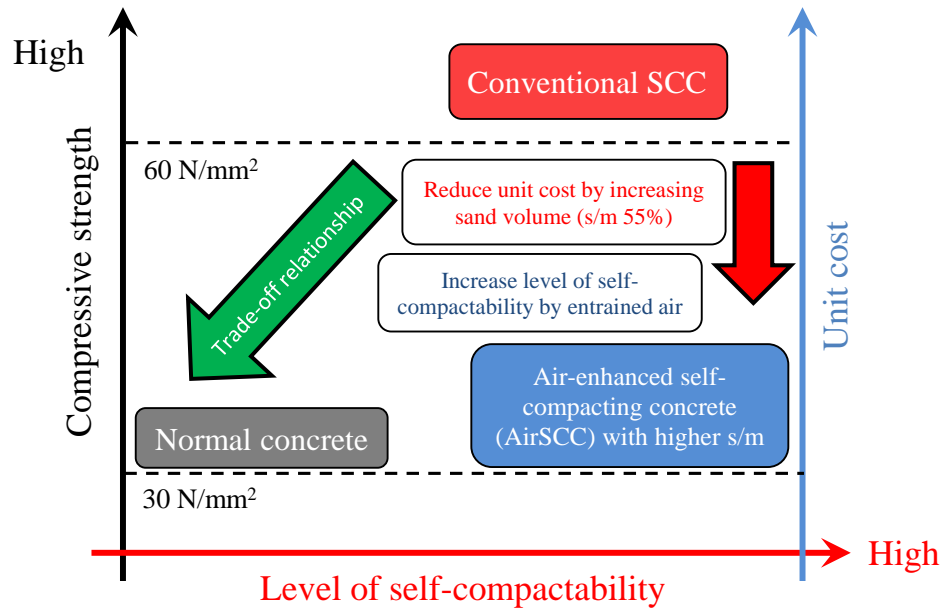 High
Conventional SCC
60 N/mm²
Compressive strength
Trade-off relationship
Reduce unit cost by increasing
sand volume (s/m 55%)
Increase level of self-
compactability by entrained air
Unit cost
Air-enhanced self-
compacting concrete
(AirSCC) with higher s/m
Normal concrete
30 N/mm²
High
Level of self-compactability